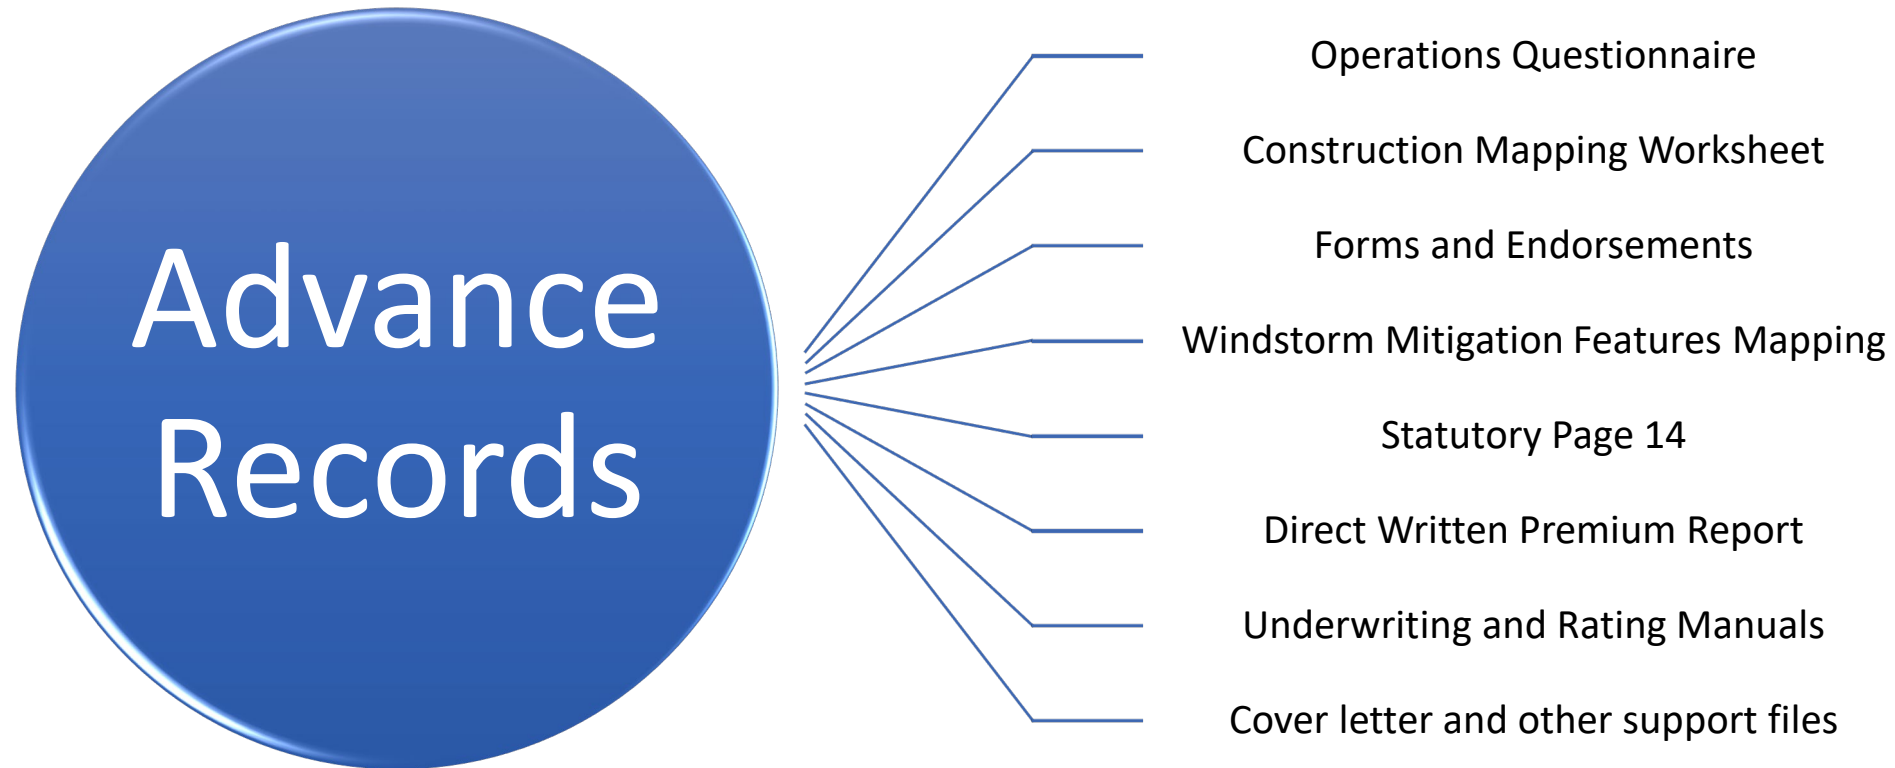 Advance
Records
Operations Questionnaire
Construction Mapping Worksheet
Forms and Endorsements
Windstorm Mitigation Features Mapping
Statutory Page 14
Direct Written Premium Report
Underwriting and Rating Manuals
Cover letter and other support files